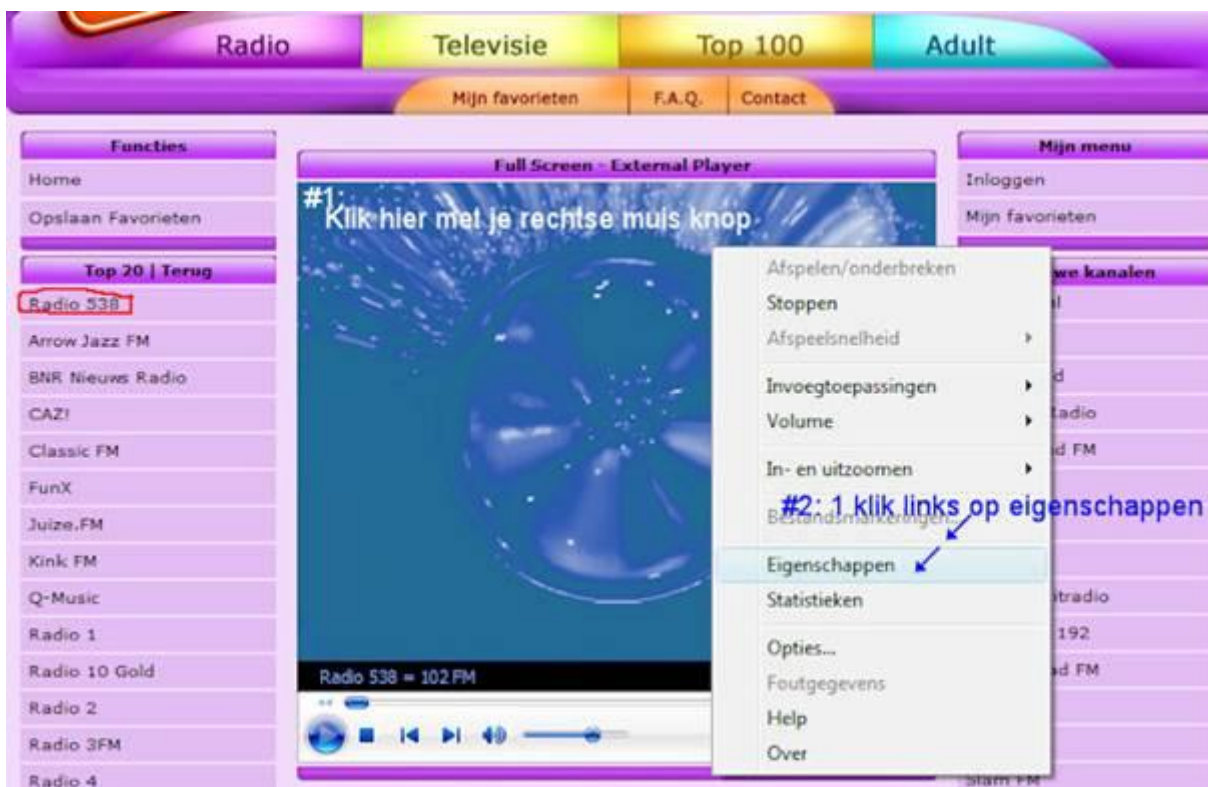 Radio
Televisie
Top 100
Adult
Mijn favorieten
F.A.Q.
Contact
Functies
Home
Opslaan Favorieten
Top 20 | Terug
Radio 538
Arrow Jazz FM
BNR Nieuws Radio
CAZ!
Classic FM
FunX
Juize.FM
Kink FM
Q-Music
Radio 1
Radio 10 Gold
Radio 2
Radio 3FM
Radio 4
Full Screen - External Player
#1:
Klik hier met je rechtse muis knop
Radio 538 = 102 FM
Afspelen/onderbreken
Stoppen
Afspeelsnelheid
Invoegtoepassingen
Volume
In- en uitzoomen
#2: 1 klik links op eigenschappen
Bestandsmarkeringen...
Eigenschappen
Statistieken
Opties...
Foutgegevens
Help
Over
Mijn menu
Inloggen
Mijn favorieten
kanalen
FM
192
FM
Slam FM